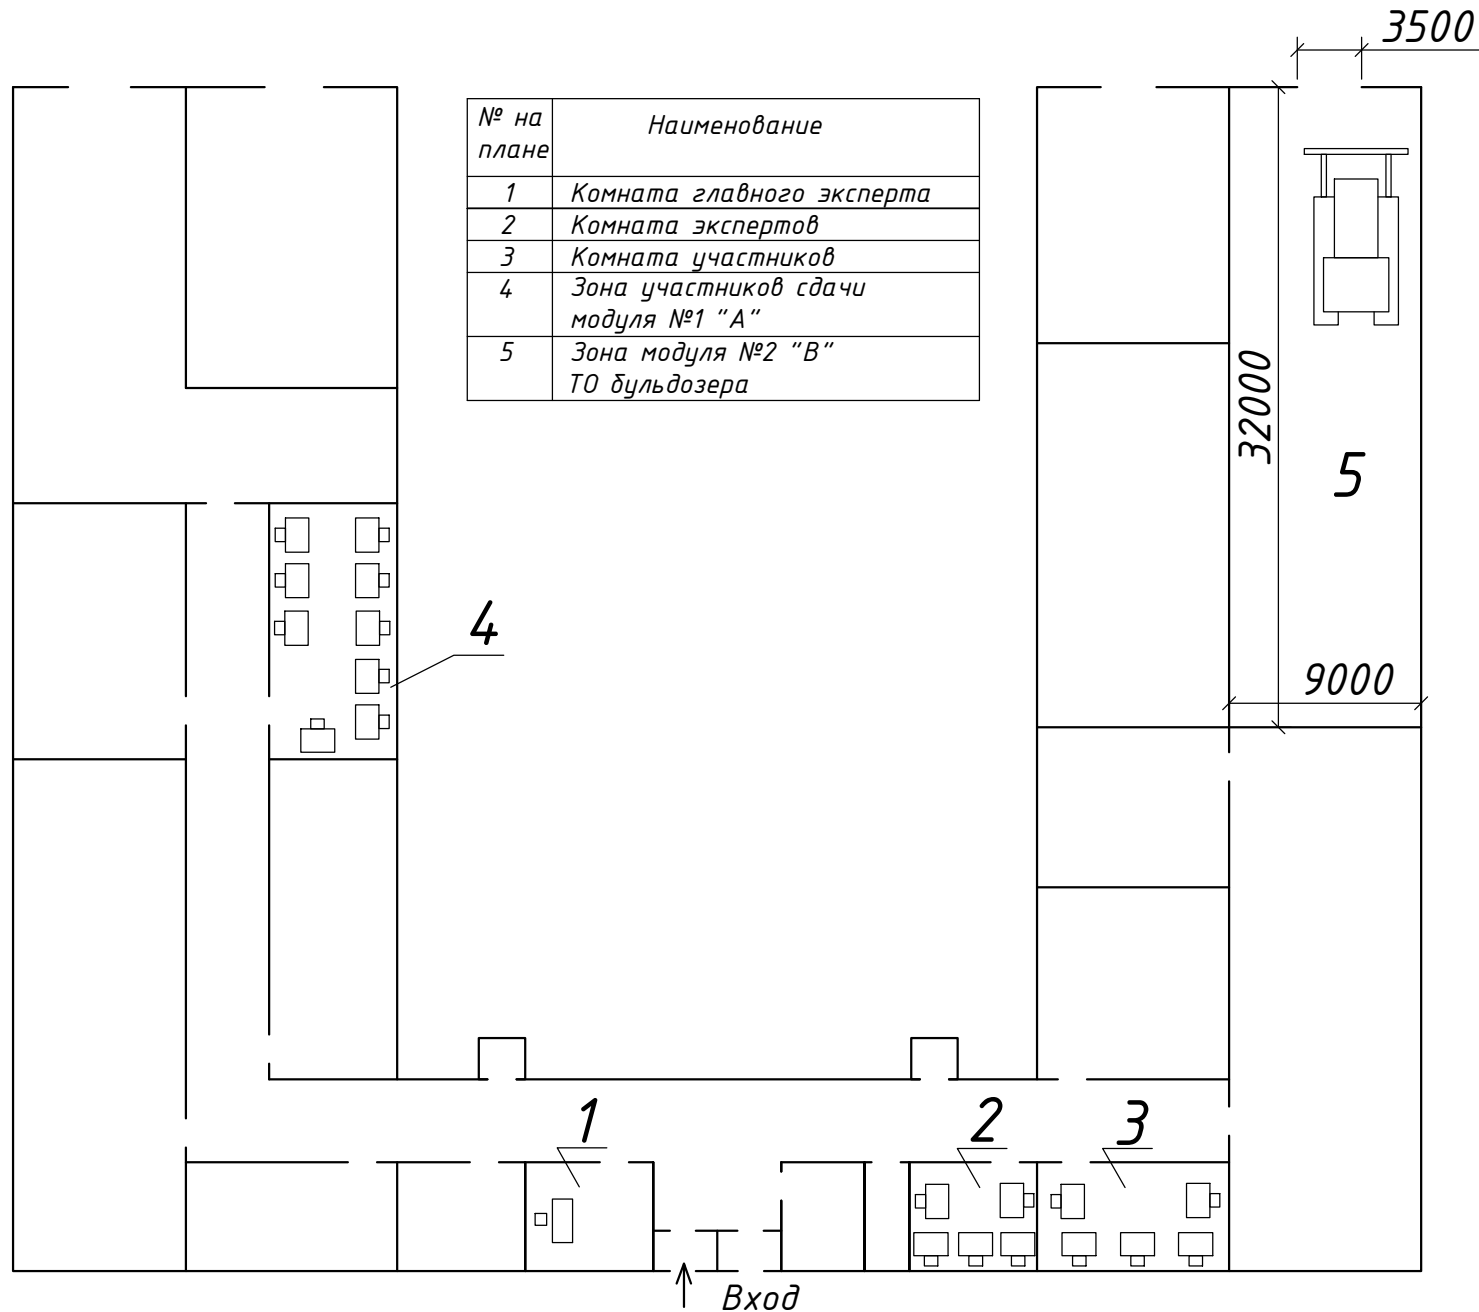 3500
№ на
плане
Наименование
1 Комната главного эксперта
2 Комната экспертов
3 Комната участников
4 Зона участников сдачи
модуля №1 "А"
5 Зона модуля №2 "В"
ТО бульдозера
32000
5
4
9000
1
2
3
Вход